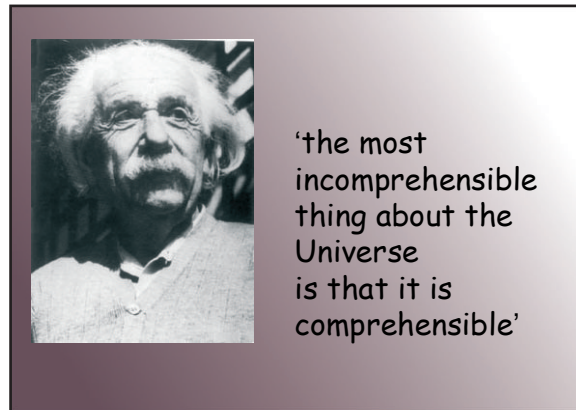 ‘the most
incomprehensible
thing about the
Universe
is that it is
comprehensible’